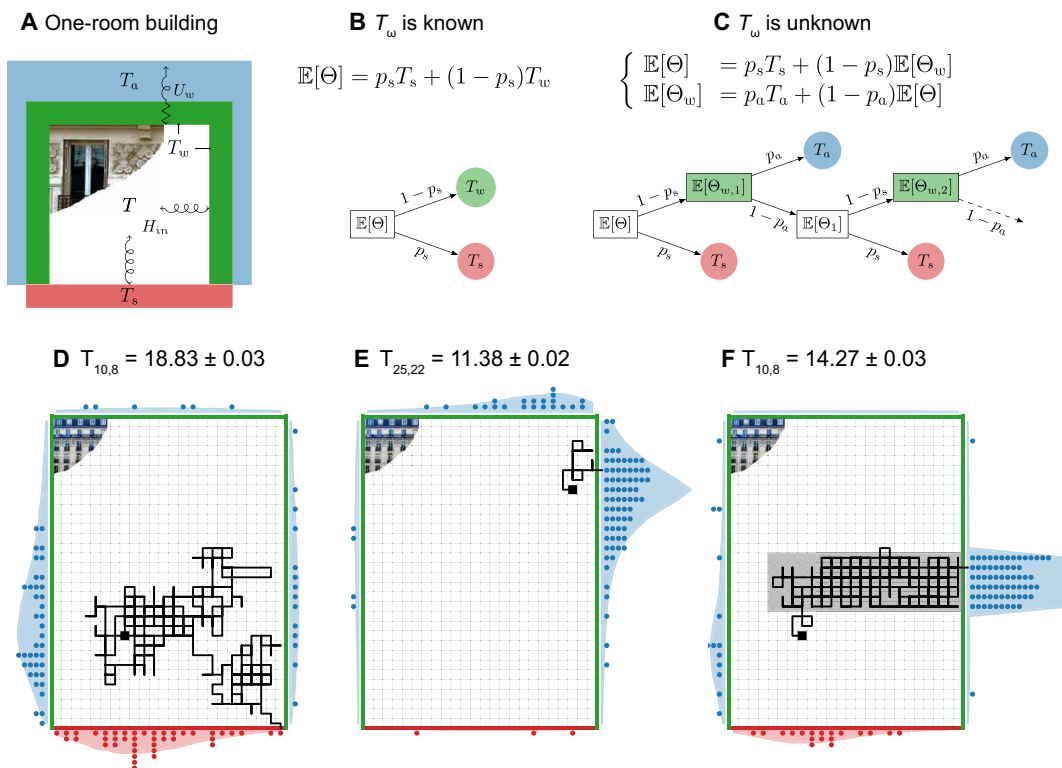 A One-room building
T_a
U_w
T_w
T
H_in
T_s
B T_ω is known
𝔼[Θ] = p_s T_s + (1 − p_s)T_w
1−p_s
T_w
𝔼[Θ]
p_s
T_s
C T_ω is unknown
{ 𝔼[Θ] = p_s T_s + (1 − p_s)𝔼[Θ_w]
𝔼[Θ_w] = p_a T_a + (1 − p_a)𝔼[Θ]
T_a T_a
p_a p_a
1−p_s 𝔼[Θ_w,1] 1−p_s 𝔼[Θ_w,2]
1−p_a 1−p_a
𝔼[Θ] 𝔼[Θ_1]
p_s p_s
T_s T_s
D T_10,8 = 18.83 ± 0.03
E T_25,22 = 11.38 ± 0.02
F T_10,8 = 14.27 ± 0.03